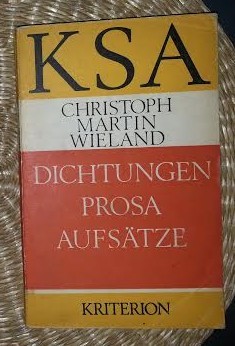 KSA
CHRISTOPH
MARTIN
WIELAND
DICHTUNGEN
PROSA
AUFSÄTZE
KRITERION